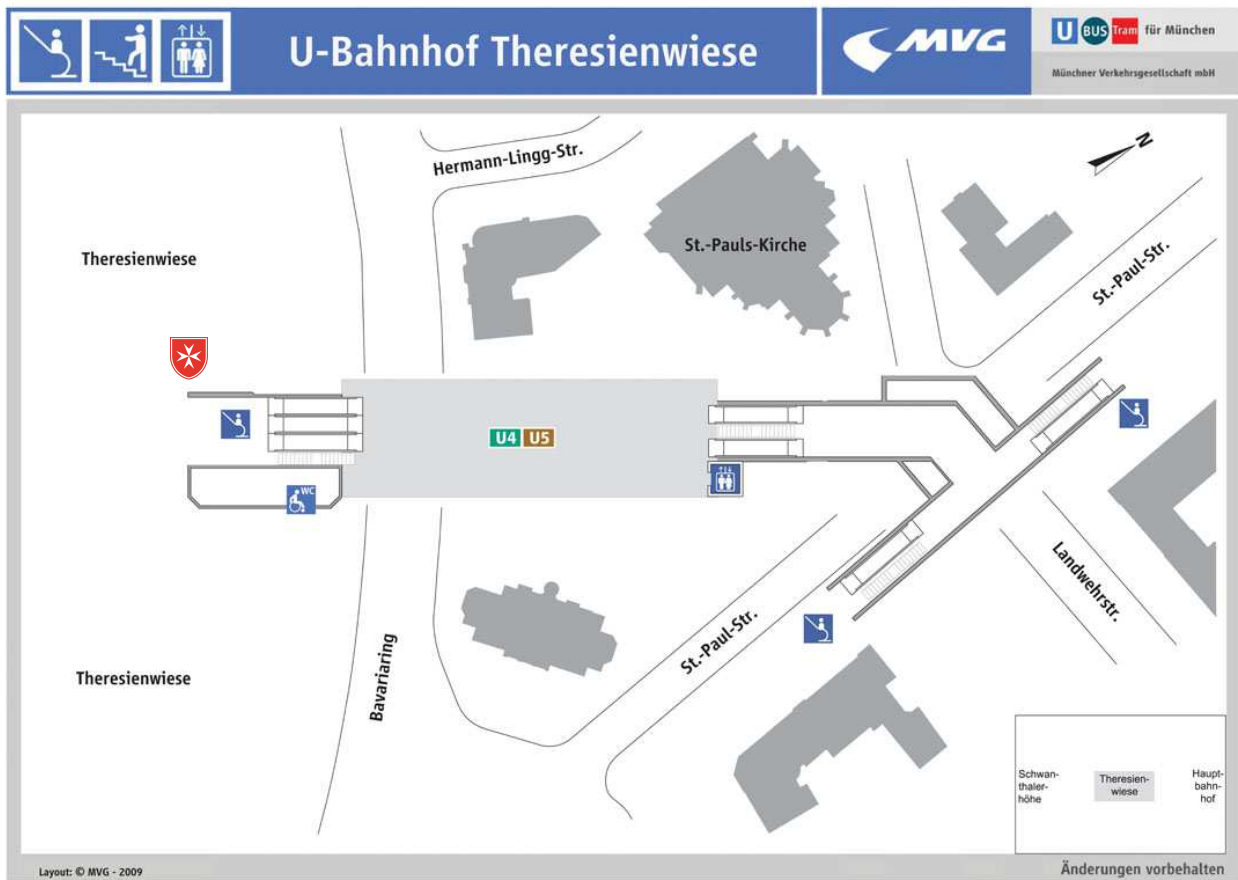 U-Bahnhof Theresienwiese
MVG
U BUS Tram für München
Münchner Verkehrsgesellschaft mbH
N
Hermann-Lingg-Str.
Theresienwiese
St.-Pauls-Kirche
St.-Paul-Str.
U4 U5
WC
Landwehrstr.
St.-Paul-Str.
Bavariaring
Theresienwiese
Schwan-
thaler-
höhe
Theresien-
wiese
Haupt-
bahn-
hof
Layout: © MVG - 2009
Änderungen vorbehalten